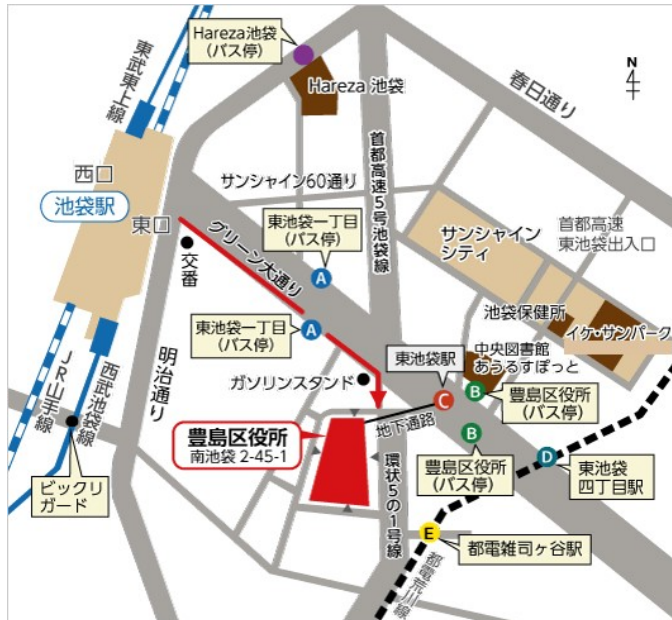 Hareza池袋
(バス停)
N
4
東武東上線
Hareza 池袋
春日通り
西口
池袋駅
東口
サンシャイン60通り
首都高速5号池袋線
交番
グリーン大通り
東池袋一丁目
(バス停)
A
サンシャイン
シティ
首都高速
東池袋出入口
池袋保健所
イケ・サンパーク
東池袋一丁目
(バス停)
A
東池袋駅
中央図書館
あうるすぽっと
ガソリンスタンド
C
B
豊島区役所
(バス停)
JR山手線
西武池袋線
明治通り
豊島区役所
南池袋 2-45-1
地下通路
B
豊島区役所
(バス停)
D
東池袋
四丁目駅
ビックリ
ガード
環状5の1号線
E
都電雑司ヶ谷駅
都電荒川線